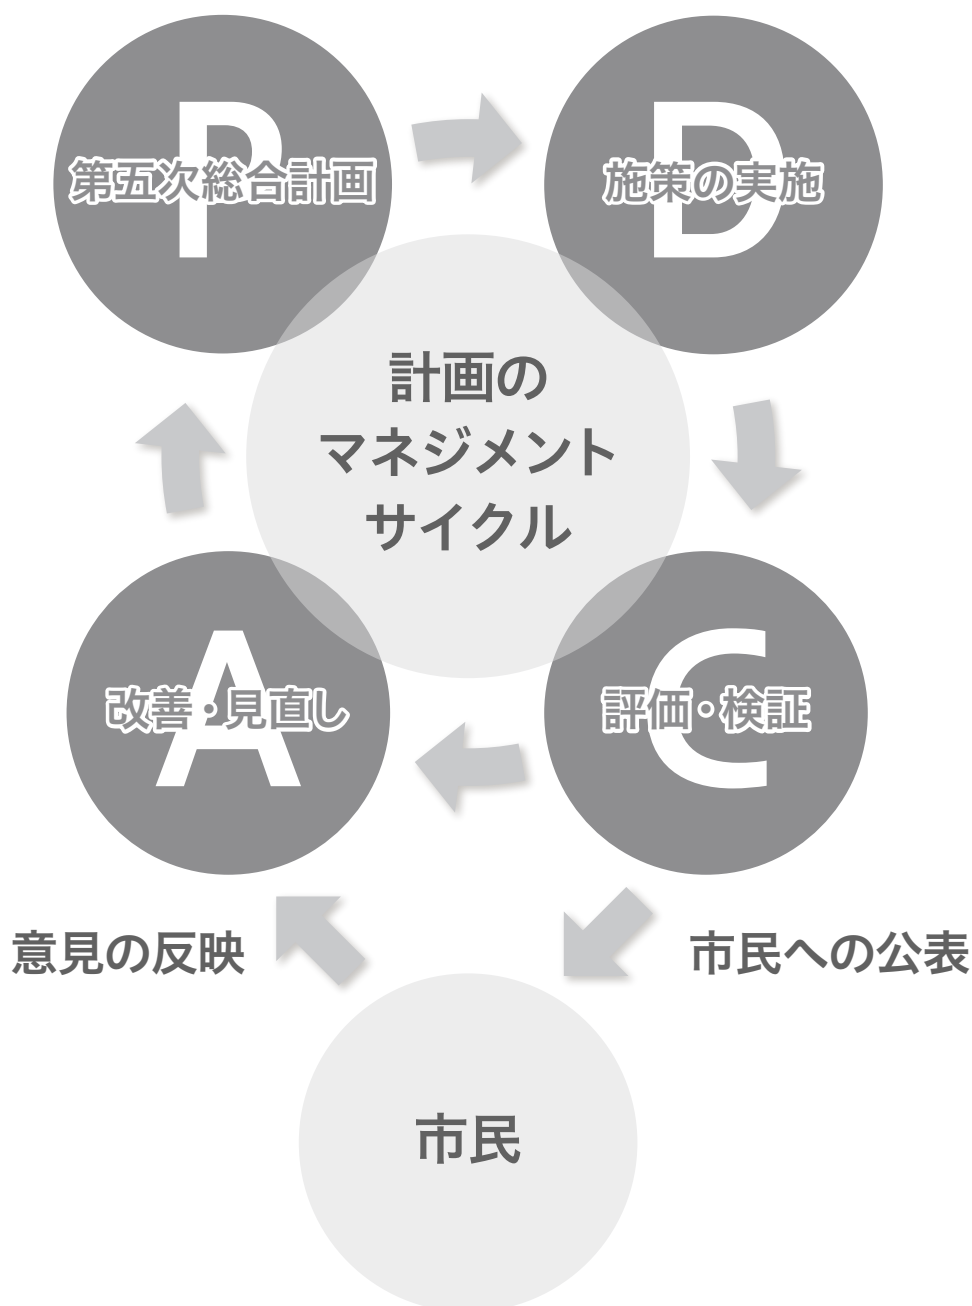 P
第五次総合計画
D
施策の実施
計画の
マネジメント
サイクル
A
改善・見直し
C
評価・検証
意見の反映
市民への公表
市民